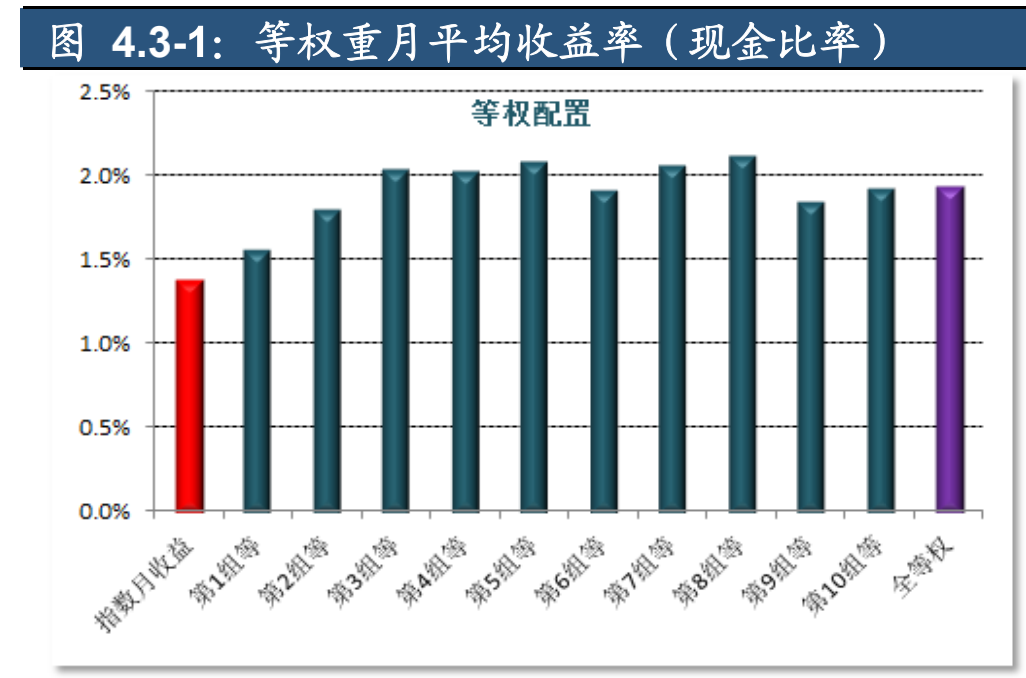 图 4.3-1：等权重月平均收益率（现金比率）
等权配置
2.5%
2.0%
1.5%
1.0%
0.5%
0.0%
指数月收益
第1组等
第2组等
第3组等
第4组等
第5组等
第6组等
第7组等
第8组等
第9组等
第10组等
全等权